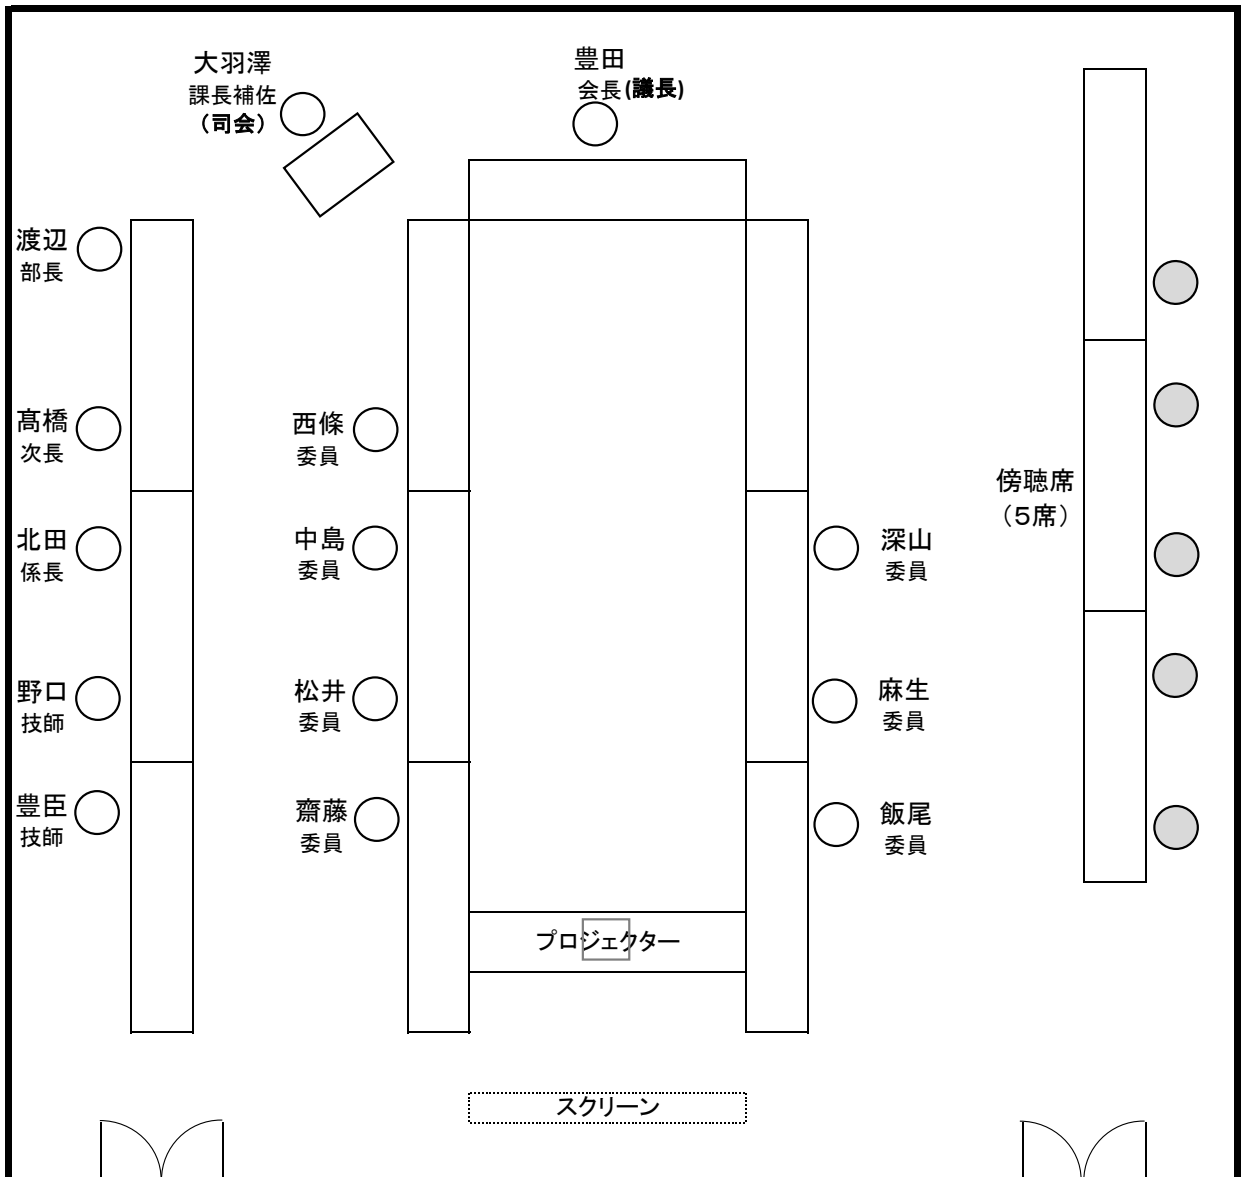 大羽澤
課長補佐
（司会）
豊田
会長(議長)
渡辺
部長
髙橋
次長
北田
係長
野口
技師
豊臣
技師
西條
委員
中島
委員
松井
委員
齋藤
委員
深山
委員
麻生
委員
飯尾
委員
傍聴席
（５席）
プロジェクター
スクリーン